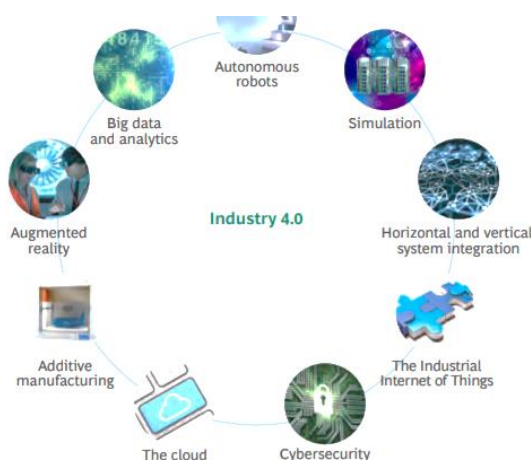 Autonomous
robots
Simulation
Horizontal and vertical
system integration
The Industrial
Internet of Things
Cybersecurity
The cloud
Additive
manufacturing
Augmented
reality
Big data
and analytics
Industry 4.0